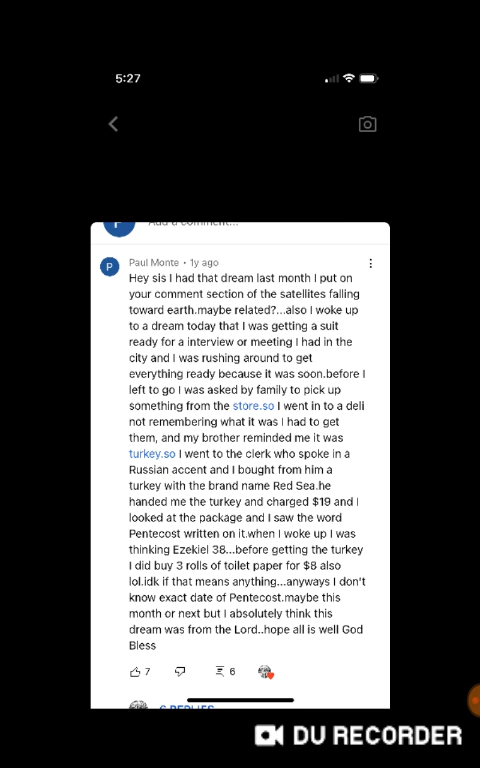 5:27
Add a comment...
P
Paul Monte • 1y ago
Hey sis I had that dream last month I put on
your comment section of the satellites falling
toward earth.maybe related?...also I woke up
to a dream today that I was getting a suit
ready for a interview or meeting I had in the
city and I was rushing around to get
everything ready because it was soon.before I
left to go I was asked by family to pick up
something from the store.so I went in to a deli
not remembering what it was I had to get
them, and my brother reminded me it was
turkey.so I went to the clerk who spoke in a
Russian accent and I bought from him a
turkey with the brand name Red Sea.he
handed me the turkey and charged $19 and I
looked at the package and I saw the word
Pentecost written on it.when I woke up I was
thinking Ezekiel 38...before getting the turkey
I did buy 3 rolls of toilet paper for $8 also
lol.idk if that means anything...anyways I don't
know exact date of Pentecost.maybe this
month or next but I absolutely think this
dream was from the Lord..hope all is well God
Bless
7 6
6 REPLIES
DU RECORDER